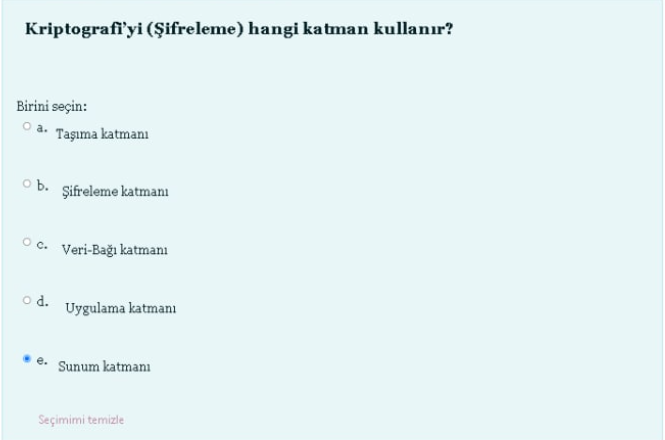 Kriptografi'yi (Şifreleme) hangi katman kullanır?
Birini seçin:
a. Taşıma katmanı
b. Şifreleme katmanı
c. Veri-Bağı katmanı
d. Uygulama katmanı
e. Sunum katmanı
Seçimimi temizle